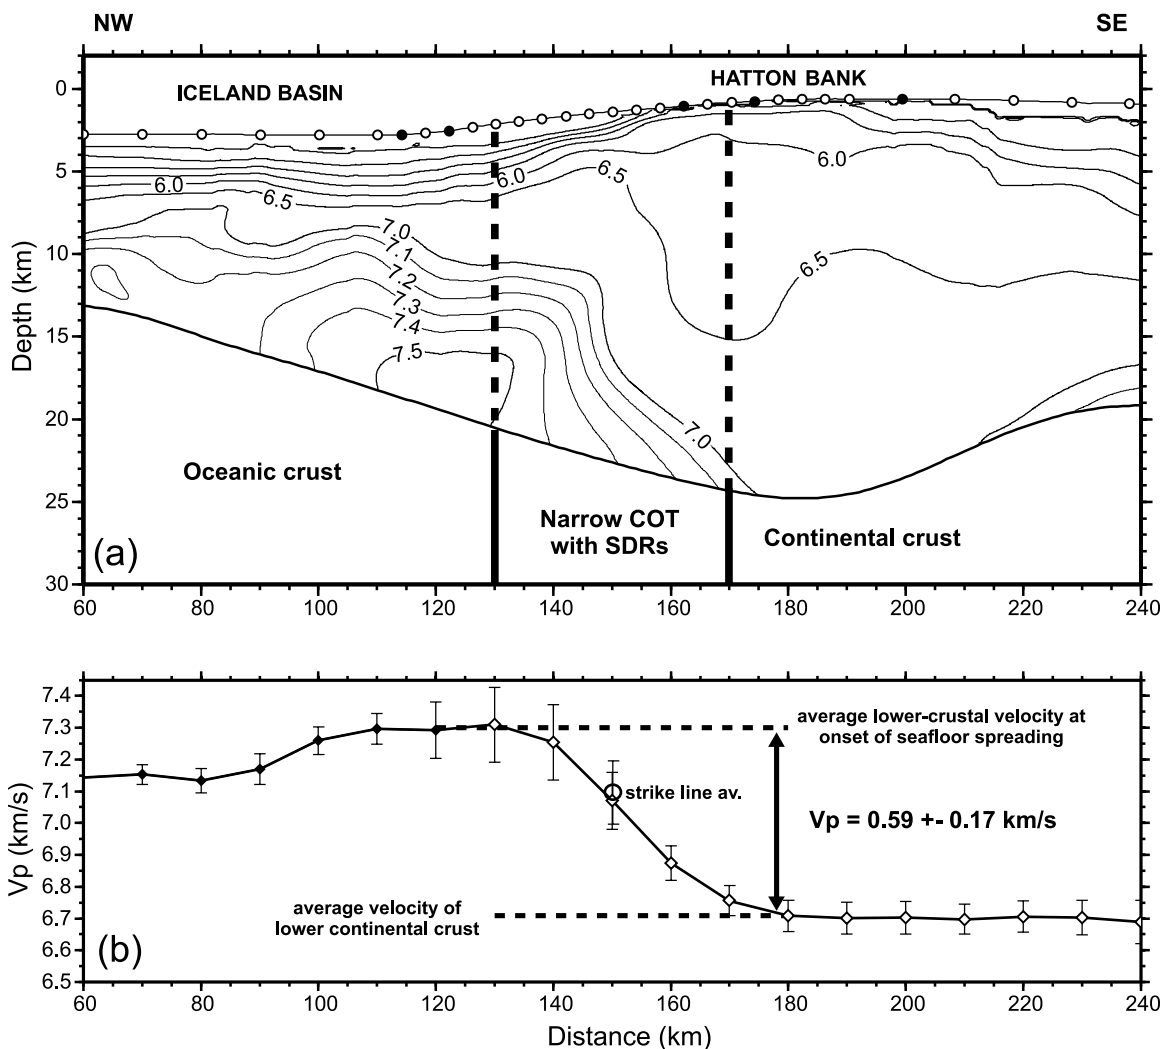 NW
SE
ICELAND BASIN
HATTON BANK
0
5
10
15
20
25
30
Depth (km)
6.0
6.5
7.0
7.1
7.2
7.3
7.4
7.5
6.0
6.5
6.0
6.5
7.0
Oceanic crust
Narrow COT
with SDRs
Continental crust
(a)
60
80
100
120
140
160
180
200
220
240
7.4
7.3
7.2
7.1
7.0
6.9
6.8
6.7
6.6
6.5
Vp (km/s)
average lower-crustal velocity at
onset of seafloor spreading
strike line av.
Vp = 0.59 +- 0.17 km/s
average velocity of
lower continental crust
(b)
60
80
100
120
140
160
180
200
220
240
Distance (km)